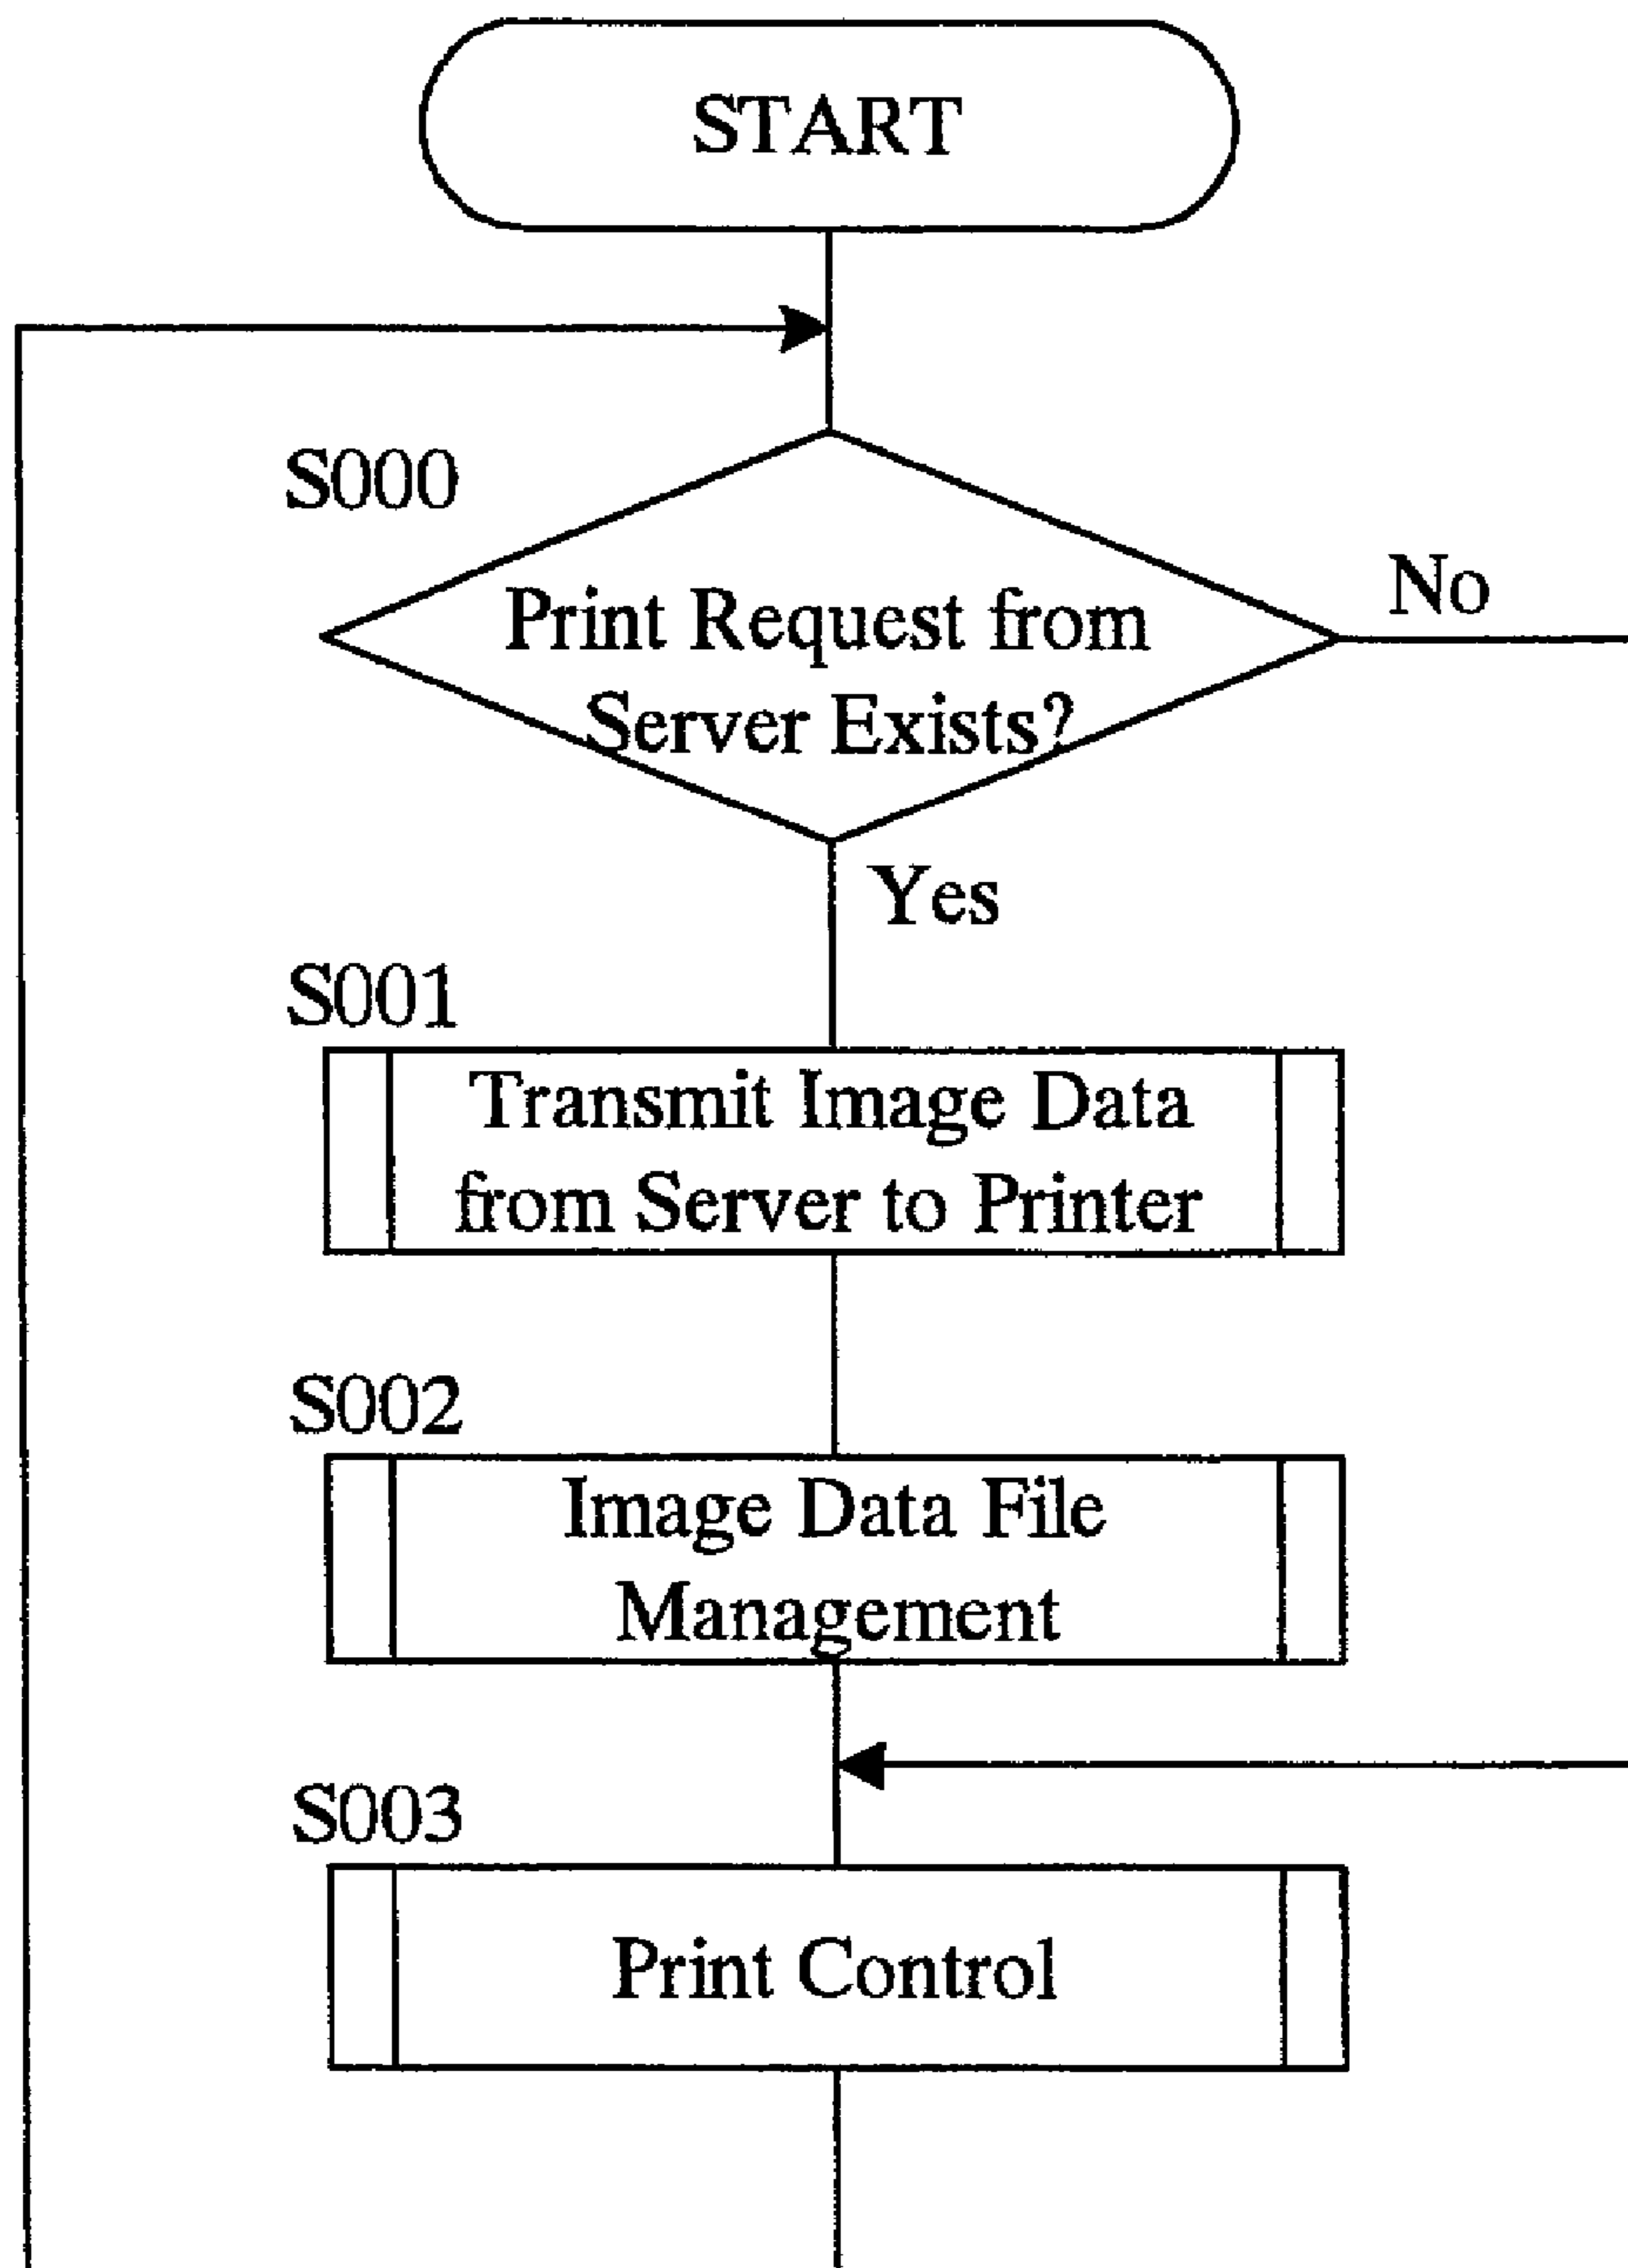 START
S000
Print Request from
Server Exists?
No
Yes
S001
Transmit Image Data
from Server to Printer
S002
Image Data File
Management
S003
Print Control